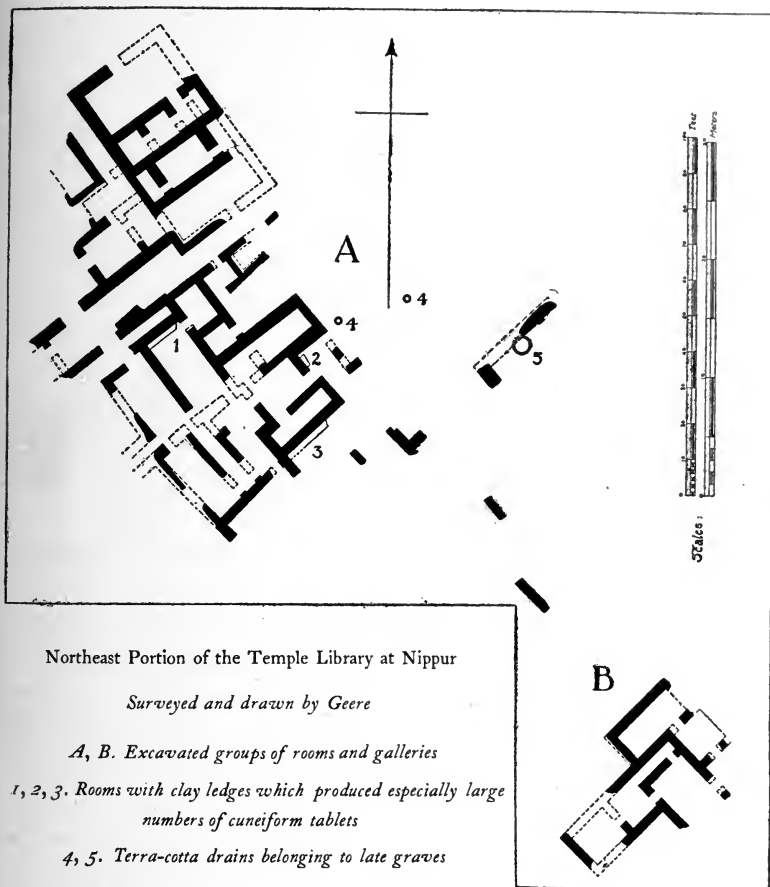 A
4
4
5
1
2
3
Feet
Meters
Scales:
B
Northeast Portion of the Temple Library at Nippur
Surveyed and drawn by Geere
A, B. Excavated groups of rooms and galleries
1, 2, 3. Rooms with clay ledges which produced especially large
numbers of cuneiform tablets
4, 5. Terra-cotta drains belonging to late graves